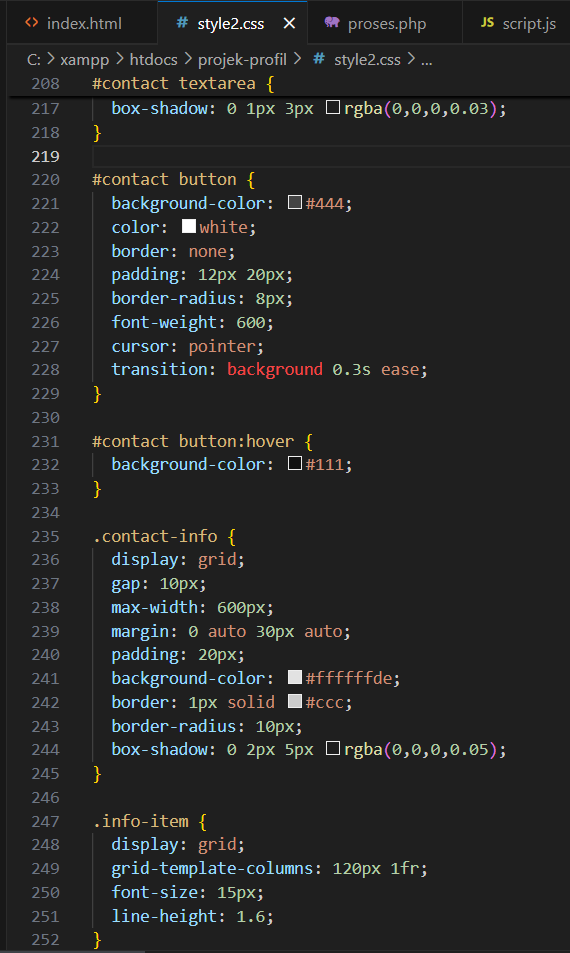 index.html style2.css proses.php JS script.js
C: > xampp > htdocs > projek-profil > # style2.css > ...
208 #contact textarea {
217 box-shadow: 0 1px 3px rgba(0,0,0,0.03);
218 }
219
220 #contact button {
221 background-color: #444;
222 color: white;
223 border: none;
224 padding: 12px 20px;
225 border-radius: 8px;
226 font-weight: 600;
227 cursor: pointer;
228 transition: background 0.3s ease;
229 }
230
231 #contact button:hover {
232 background-color: #111;
233 }
234
235 .contact-info {
236 display: grid;
237 gap: 10px;
238 max-width: 600px;
239 margin: 0 auto 30px auto;
240 padding: 20px;
241 background-color: #ffffffde;
242 border: 1px solid #ccc;
243 border-radius: 10px;
244 box-shadow: 0 2px 5px rgba(0,0,0,0.05);
245 }
246
247 .info-item {
248 display: grid;
249 grid-template-columns: 120px 1fr;
250 font-size: 15px;
251 line-height: 1.6;
252 }